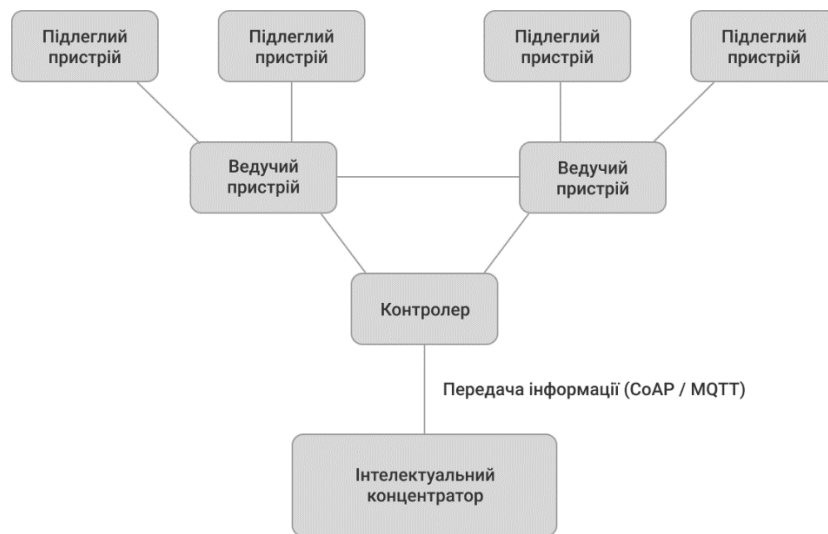 Підлеглий
пристрій
Підлеглий
пристрій
Підлеглий
пристрій
Підлеглий
пристрій
Ведучий
пристрій
Ведучий
пристрій
Контролер
Передача інформації (CoAP / MQTT)
Інтелектуальний
концентратор